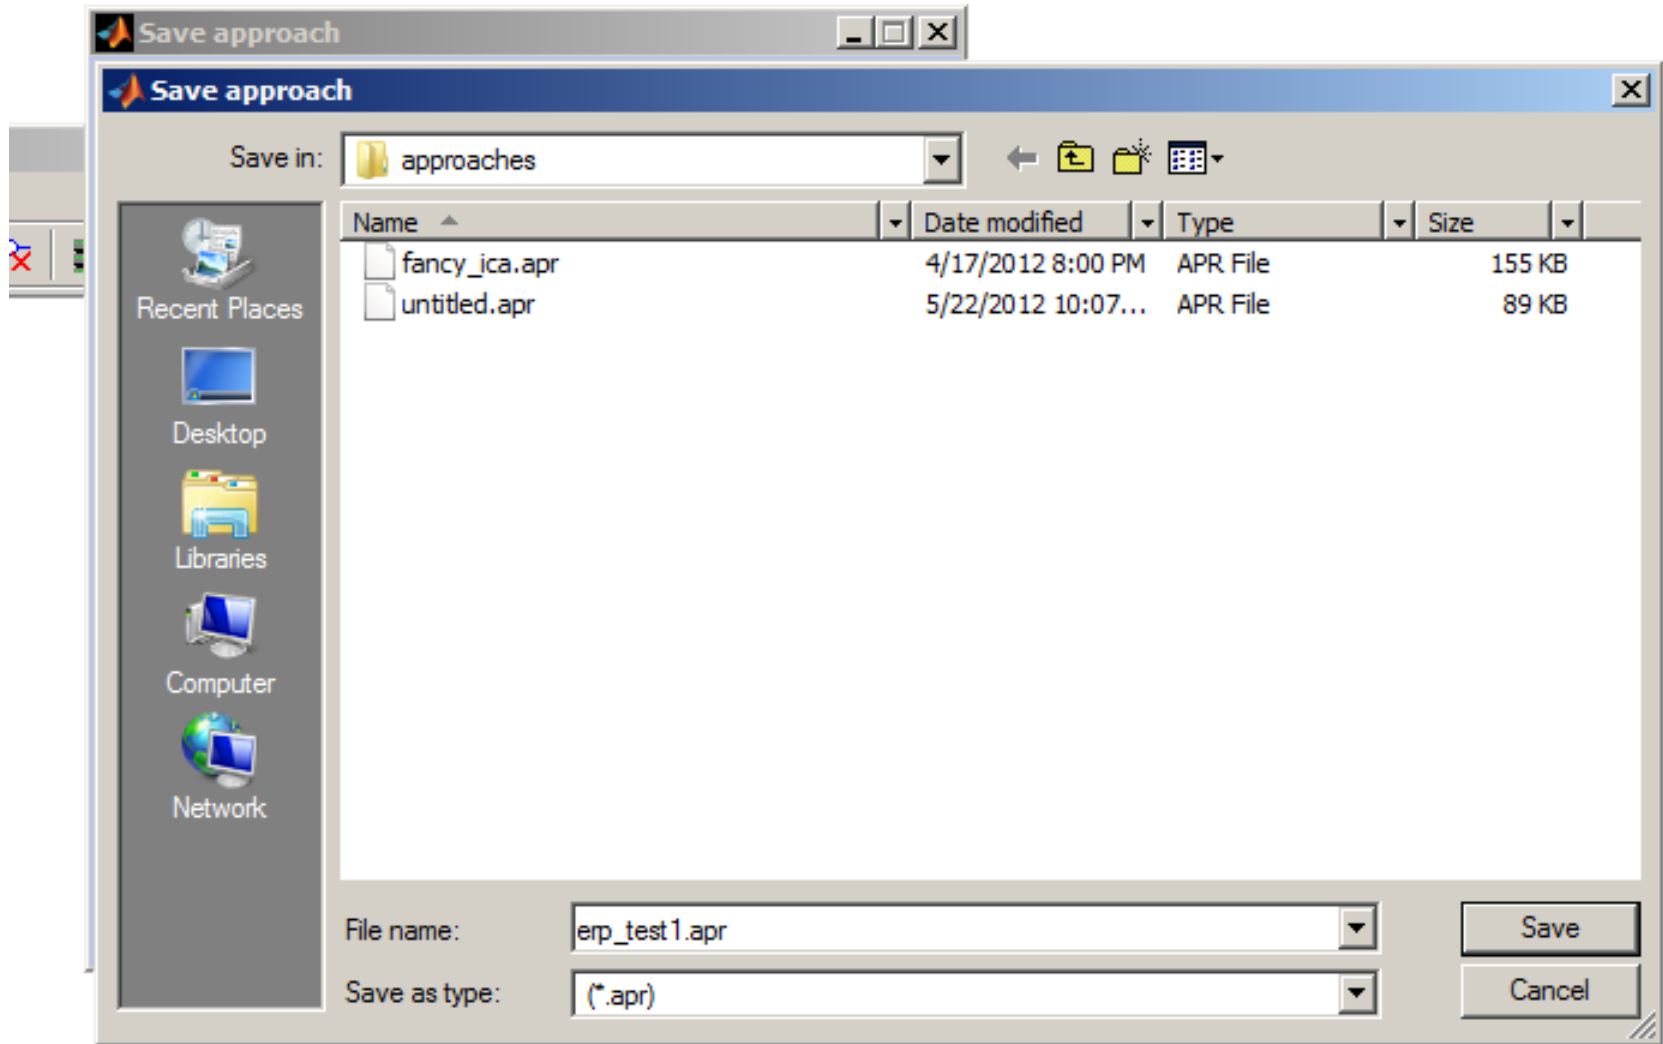 Save approach
Save approach
Save in: approaches
Name Date modified Type Size
fancy_ica.apr 4/17/2012 8:00 PM APR File 155 KB
untitled.apr 5/22/2012 10:07... APR File 89 KB
Recent Places
Desktop
Libraries
Computer
Network
File name: erp_test1.apr Save
Save as type: (*.apr) Cancel